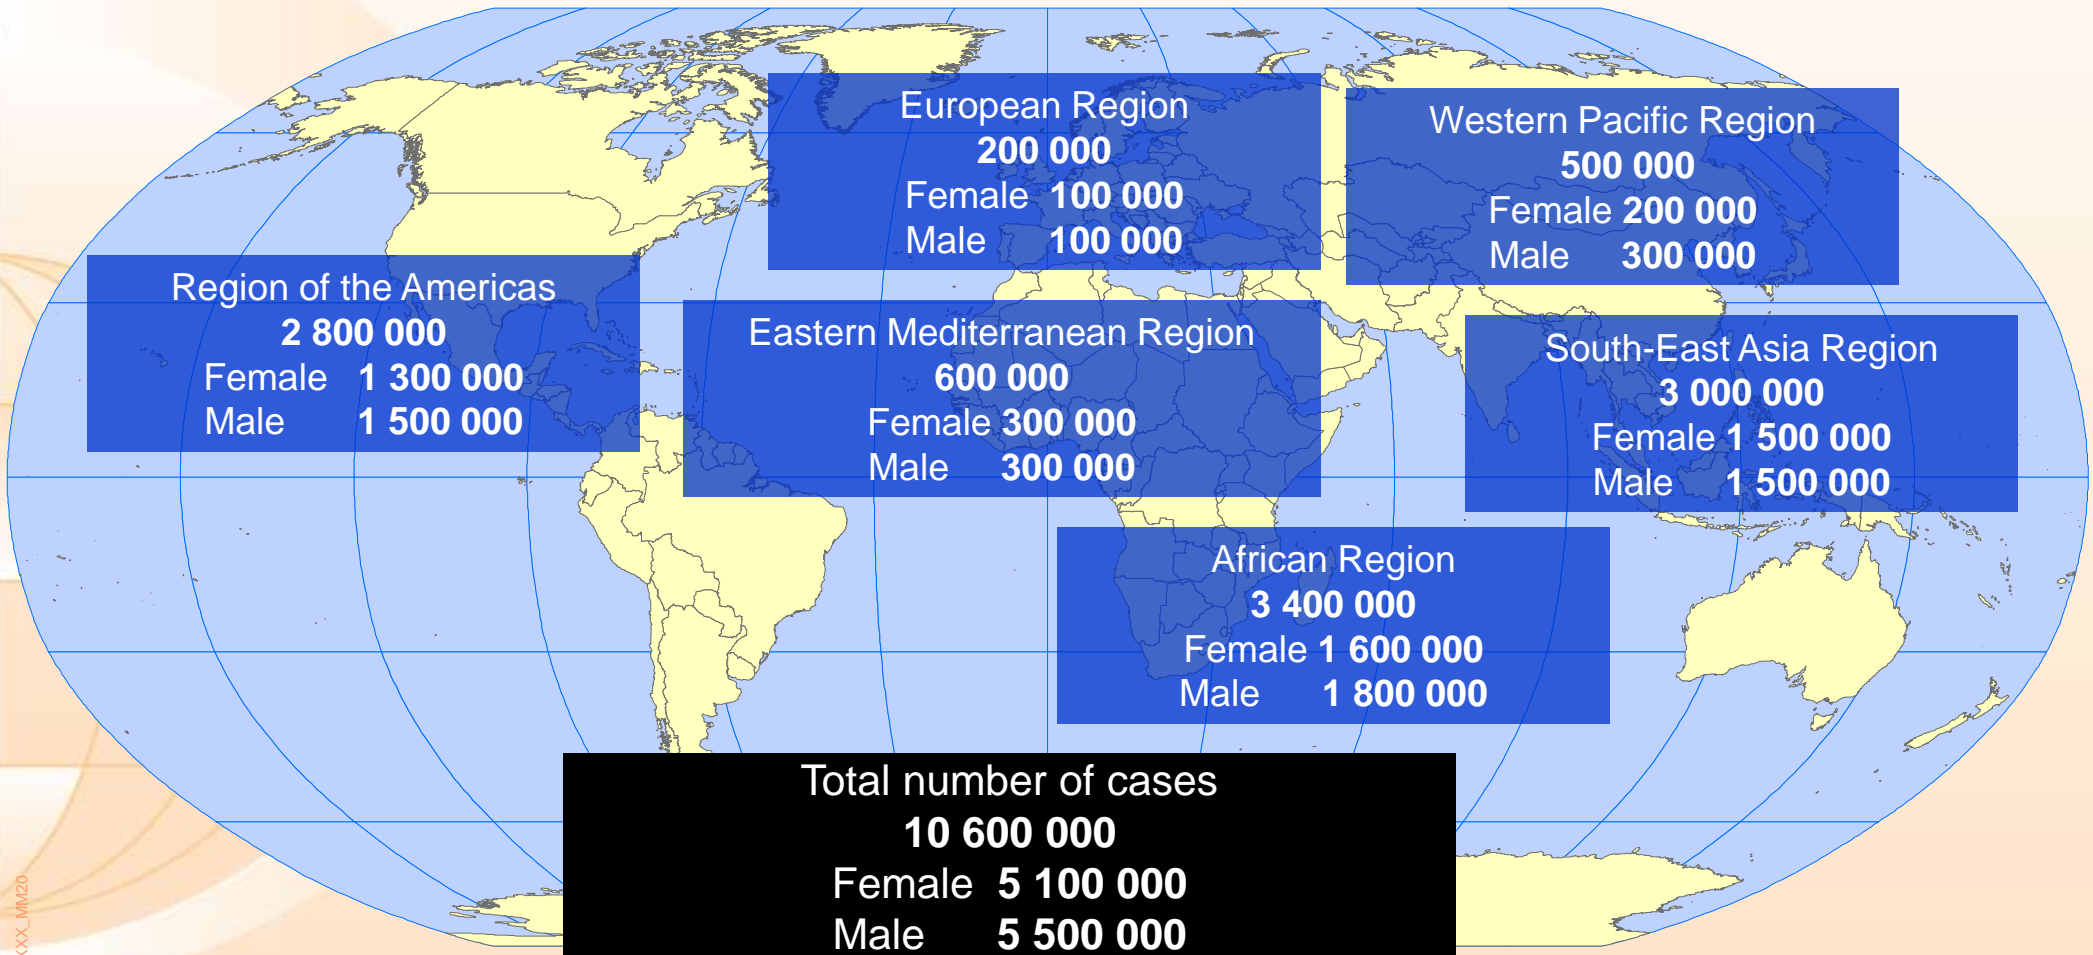 European Region
200 000
Female 100 000
Male 100 000
Western Pacific Region
500 000
Female 200 000
Male 300 000
Region of the Americas
2 800 000
Female 1 300 000
Male 1 500 000
Eastern Mediterranean Region
600 000
Female 300 000
Male 300 000
South-East Asia Region
3 000 000
Female 1 500 000
Male 1 500 000
African Region
3 400 000
Female 1 600 000
Male 1 800 000
Total number of cases
10 600 000
Female 5 100 000
Male 5 500 000